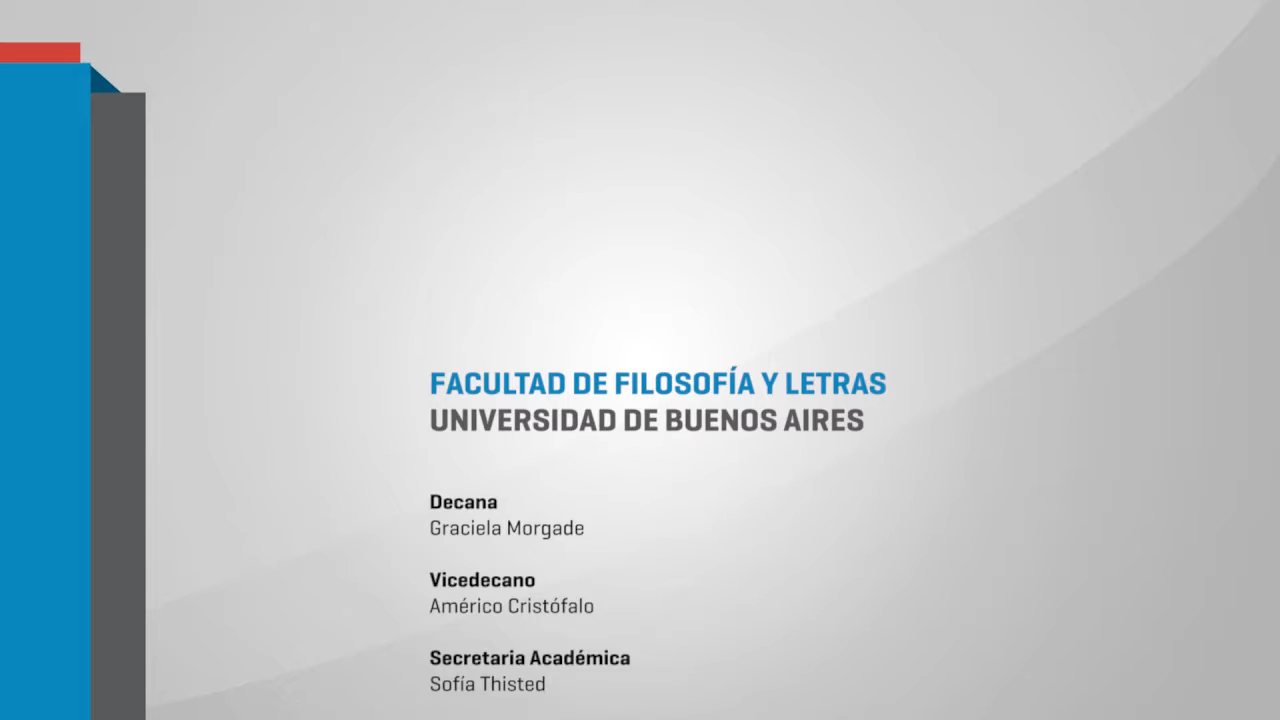 FACULTAD DE FILOSOFÍA Y LETRAS
UNIVERSIDAD DE BUENOS AIRES
Decana
Graciela Morgade
Vicedecano
Américo Cristófalo
Secretaria Académica
Sofía Thisted